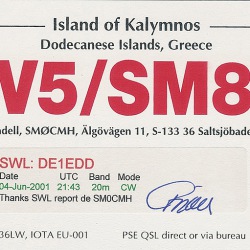 Island of Kalymnos
Dodecanese Islands, Greece
V5/SM8
dell, SMØCMH, Älgövägen 11, S-133 36 Saltsjöbade
SWL: DE1EDD
Date UTC Band Mode
04-Jun-2001 21:43 20m CW
Thanks SWL report de SM0CMH
36LW, IOTA EU-001 PSE QSL direct or via bureau